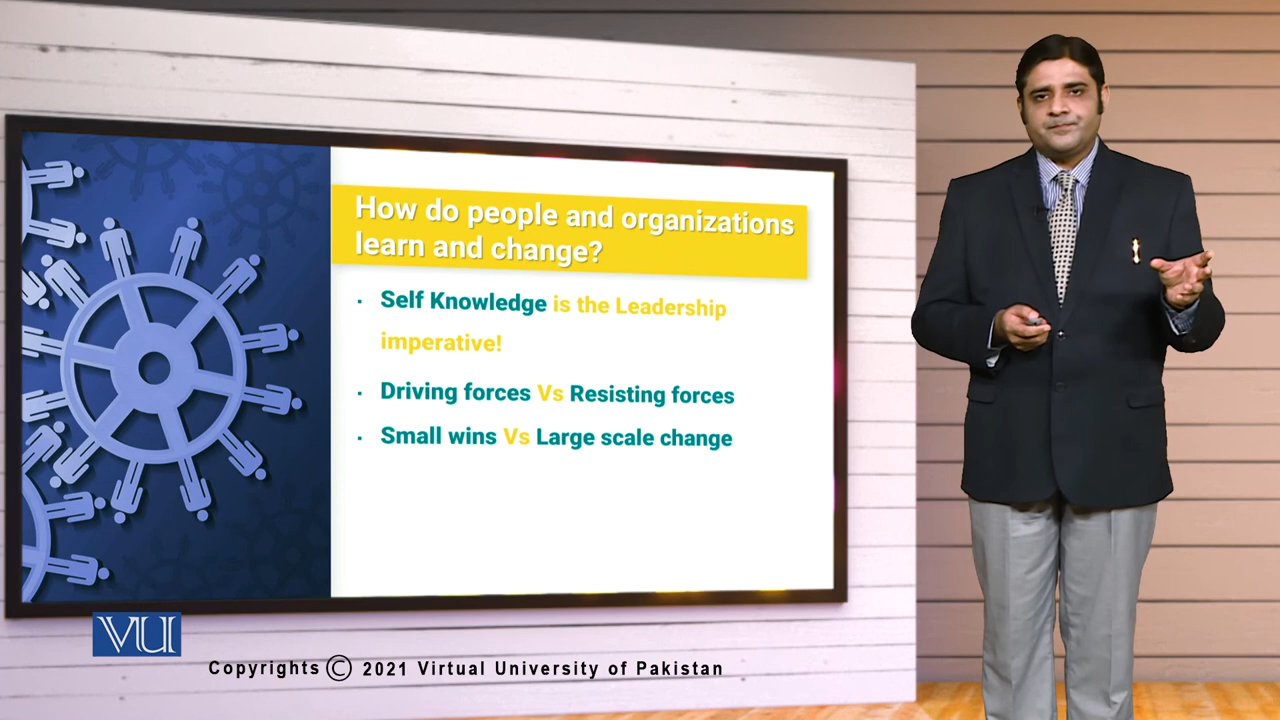 How do people and organizations
learn and change?
· Self Knowledge is the Leadership
imperative!
· Driving forces Vs Resisting forces
· Small wins Vs Large scale change
VU
Copyrights © 2021 Virtual University of Pakistan